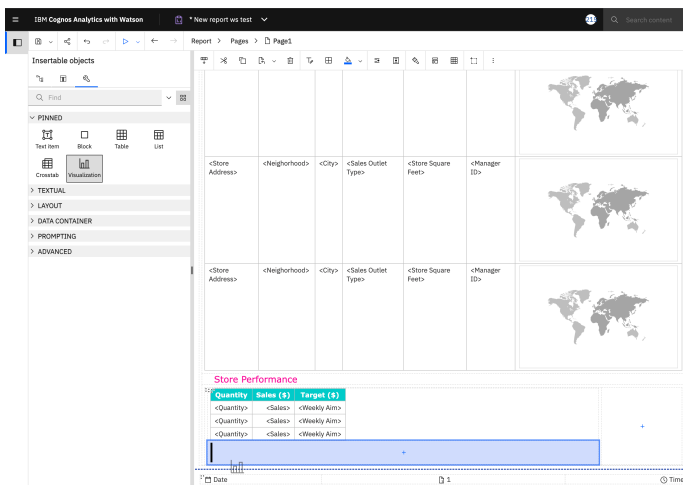 IBM Cognos Analytics with Watson
* New report ws test
Search content
Report > Pages > Page1
Insertable objects
Find
PINNED
Text item
Block
Table
List
Crosstab
Visualization
TEXTUAL
LAYOUT
DATA CONTAINER
PROMPTING
ADVANCED
<Store Address>
<Neighorhood>
<City>
<Sales Outlet Type>
<Store Square Feet>
<Manager ID>
<Store Address>
<Neighorhood>
<City>
<Sales Outlet Type>
<Store Square Feet>
<Manager ID>
Store Performance
Quantity Sales ($) Target ($)
<Quantity> <Sales> <Weekly Aim>
<Quantity> <Sales> <Weekly Aim>
<Quantity> <Sales> <Weekly Aim>
Date
1
Time